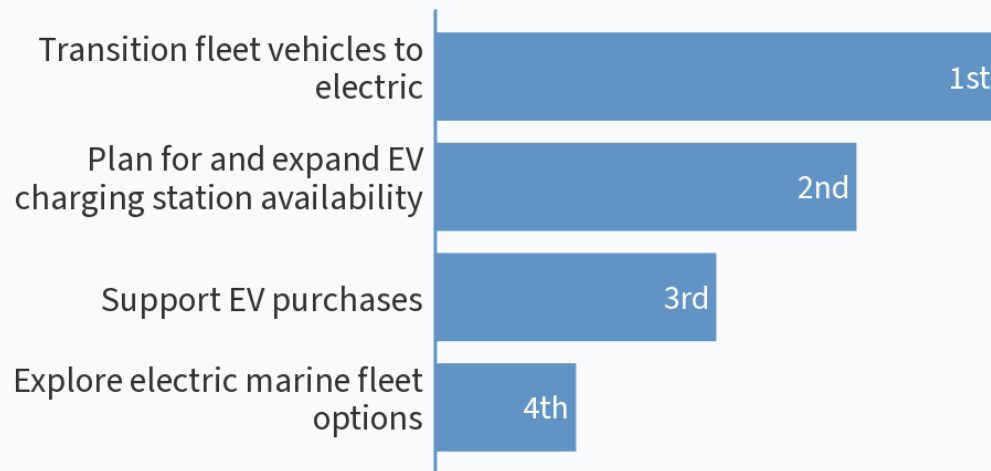 Transition fleet vehicles to
electric
1st
Plan for and expand EV
charging station availability
2nd
Support EV purchases
3rd
Explore electric marine fleet
options
4th